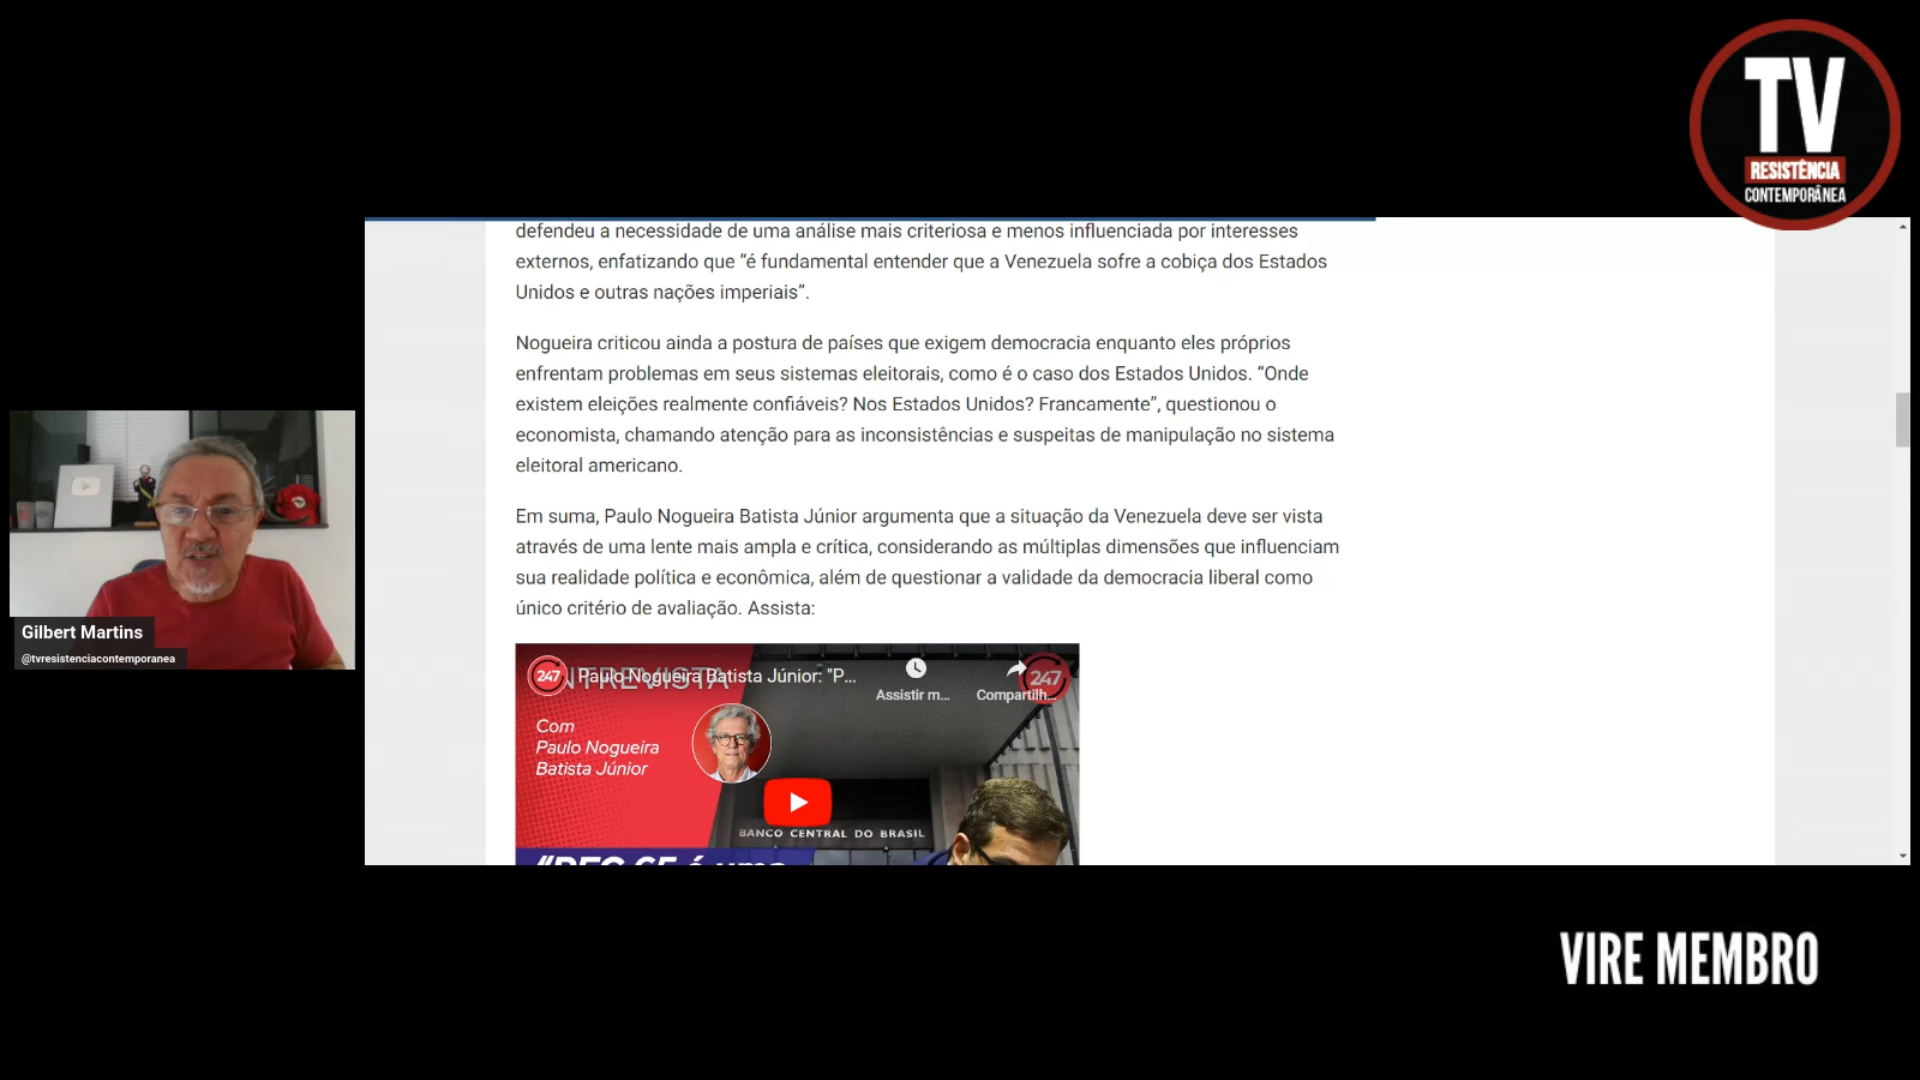 TV
RESISTÊNCIA
CONTEMPORÂNEA
defendeu a necessidade de uma análise mais criteriosa e menos influenciada por interesses
externos, enfatizando que “é fundamental entender que a Venezuela sofre a cobiça dos Estados
Unidos e outras nações imperiais”.
Nogueira criticou ainda a postura de países que exigem democracia enquanto eles próprios
enfrentam problemas em seus sistemas eleitorais, como é o caso dos Estados Unidos. “Onde
existem eleições realmente confiáveis? Nos Estados Unidos? Francamente”, questionou o
economista, chamando atenção para as inconsistências e suspeitas de manipulação no sistema
eleitoral americano.
Em suma, Paulo Nogueira Batista Júnior argumenta que a situação da Venezuela deve ser vista
através de uma lente mais ampla e crítica, considerando as múltiplas dimensões que influenciam
sua realidade política e econômica, além de questionar a validade da democracia liberal como
único critério de avaliação. Assista:
Gilbert Martins
@tvresistenciacontemporanea
247
NTREVISTA
Paulo Nogueira Batista Júnior: "P...
Assistir m...
Compartilh...
247
Com
Paulo Nogueira
Batista Júnior
BANCO CENTRAL DO BRASIL
“PEC 65 é uma
VIRE MEMBRO